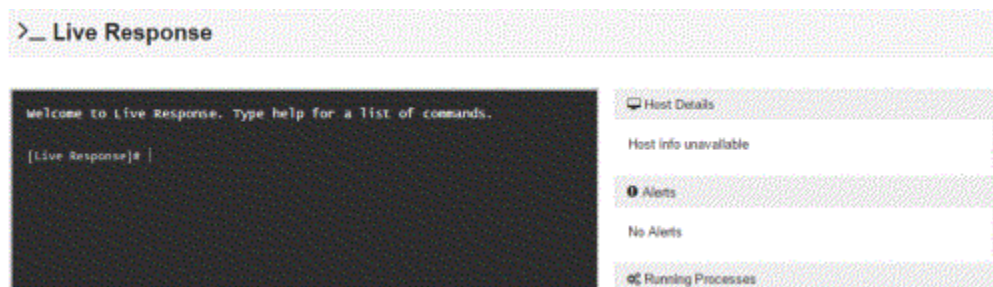 >_ Live Response
Welcome to Live Response. Type help for a list of commands.
[Live Response]# |
Host Details
Host info unavailable
Alerts
No Alerts
Running Processes